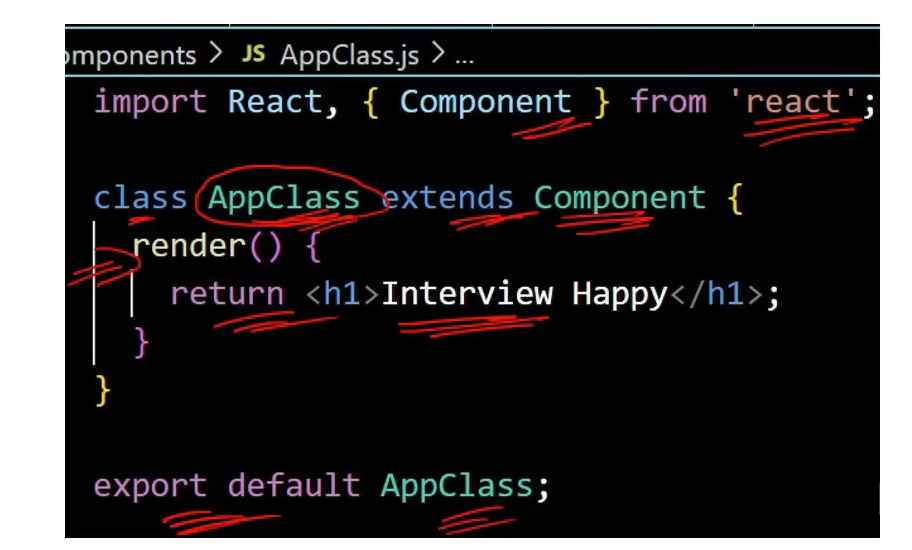 omponents > JS AppClass.js > ...
import React, { Component } from 'react';
class AppClass extends Component {
render() {
return <h1>Interview Happy</h1>;
}
}
export default AppClass;